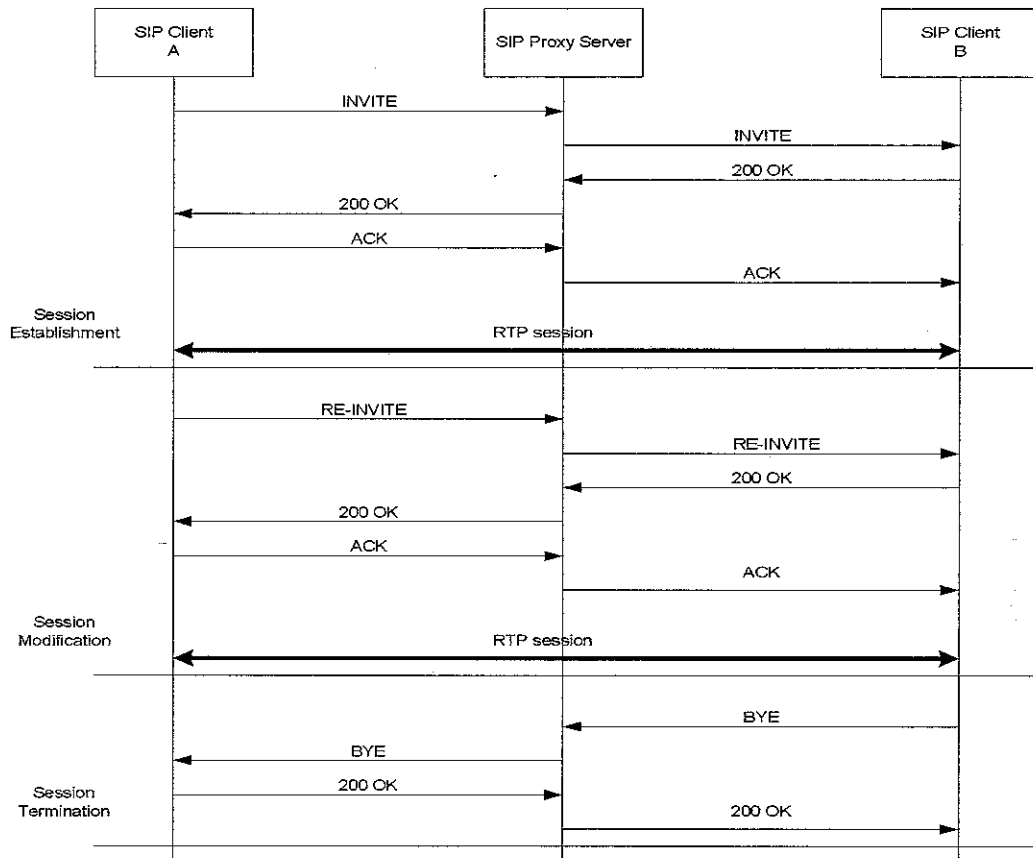 SIP Client
A
SIP Proxy Server
SIP Client
B
INVITE
INVITE
200 OK
200 OK
ACK
ACK
Session
Establishment
RTP session
RE-INVITE
RE-INVITE
200 OK
200 OK
ACK
ACK
Session
Modification
RTP session
BYE
BYE
200 OK
200 OK
Session
Termination